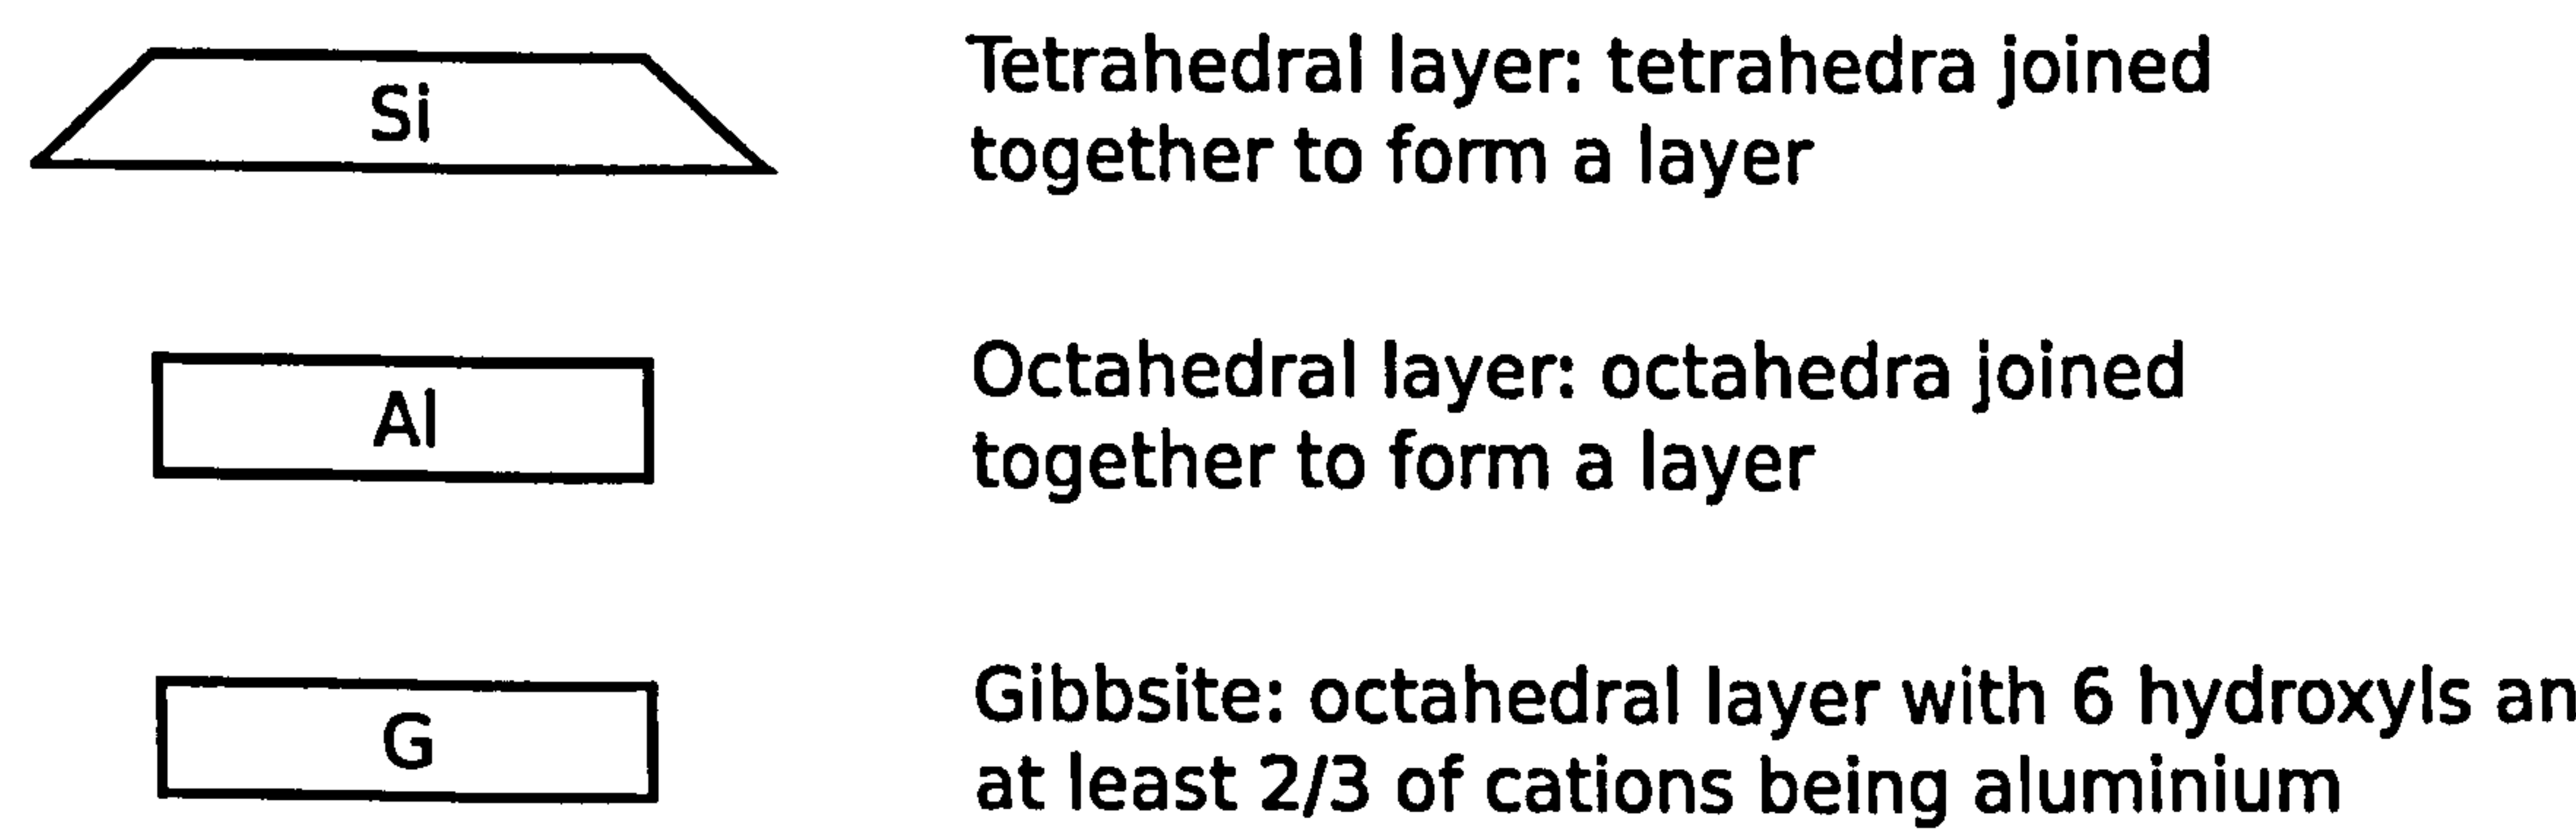 Si
Tetrahedral layer: tetrahedra joined
together to form a layer
Al
Octahedral layer: octahedra joined
together to form a layer
G
Gibbsite: octahedral layer with 6 hydroxyls an
at least 2/3 of cations being aluminium